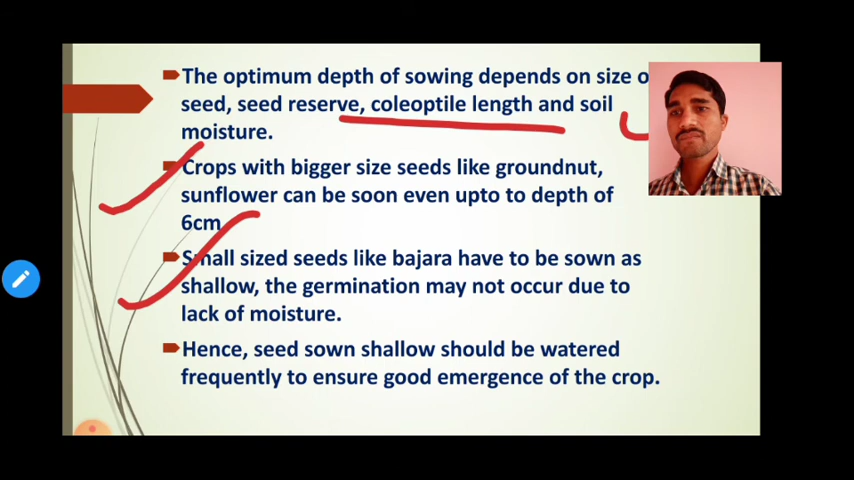 The optimum depth of sowing depends on size o
seed, seed reserve, coleoptile length and soil
moisture.
Crops with bigger size seeds like groundnut,
sunflower can be soon even upto to depth of
6cm
Small sized seeds like bajara have to be sown as
shallow, the germination may not occur due to
lack of moisture.
Hence, seed sown shallow should be watered
frequently to ensure good emergence of the crop.